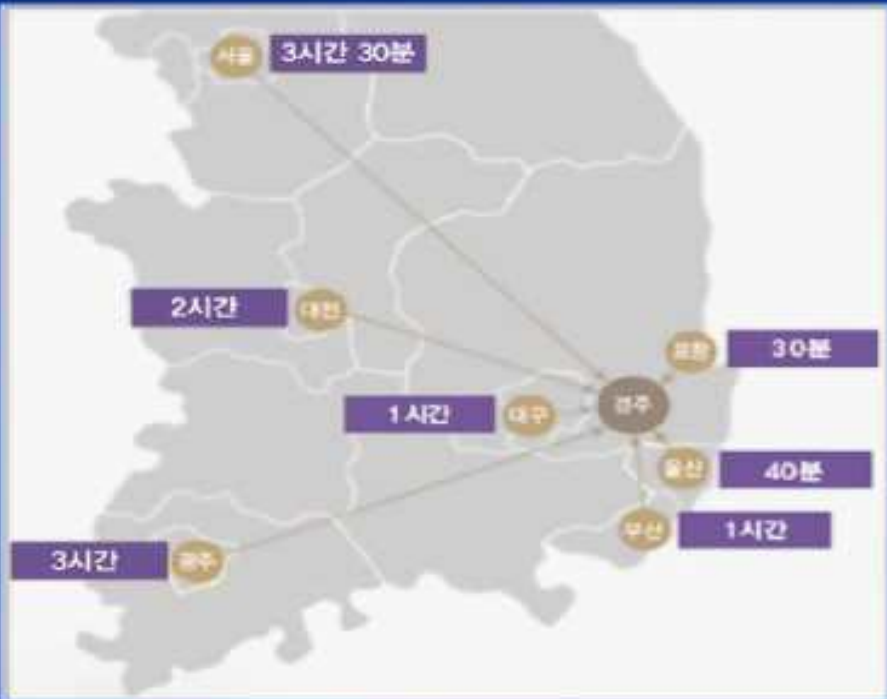 서울 3시간 30분
2시간 대전
포항 30분
경주
1시간 대구
울산 40분
부산 1시간
3시간 광주